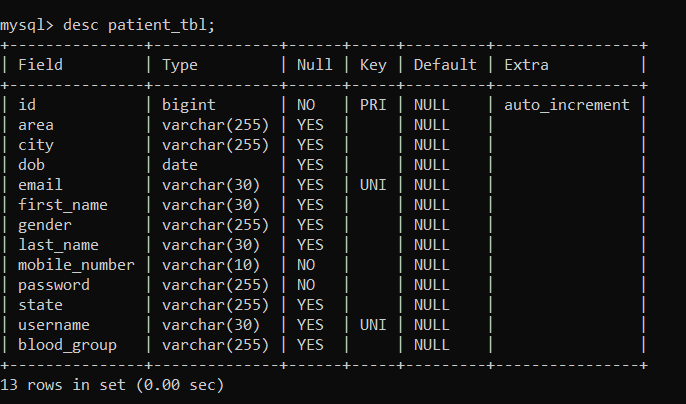 mysql> desc patient_tbl;
+---------------+--------------+------+-----+---------+----------------+
| Field         | Type         | Null | Key | Default | Extra          |
+---------------+--------------+------+-----+---------+----------------+
| id            | bigint       | NO   | PRI | NULL    | auto_increment |
| area          | varchar(255) | YES  |     | NULL    |                |
| city          | varchar(255) | YES  |     | NULL    |                |
| dob           | date         | YES  |     | NULL    |                |
| email         | varchar(30)  | YES  | UNI | NULL    |                |
| first_name    | varchar(30)  | YES  |     | NULL    |                |
| gender        | varchar(255) | YES  |     | NULL    |                |
| last_name     | varchar(30)  | YES  |     | NULL    |                |
| mobile_number | varchar(10)  | NO   |     | NULL    |                |
| password      | varchar(255) | NO   |     | NULL    |                |
| state         | varchar(255) | YES  |     | NULL    |                |
| username      | varchar(30)  | YES  | UNI | NULL    |                |
| blood_group   | varchar(255) | YES  |     | NULL    |                |
+---------------+--------------+------+-----+---------+----------------+
13 rows in set (0.00 sec)